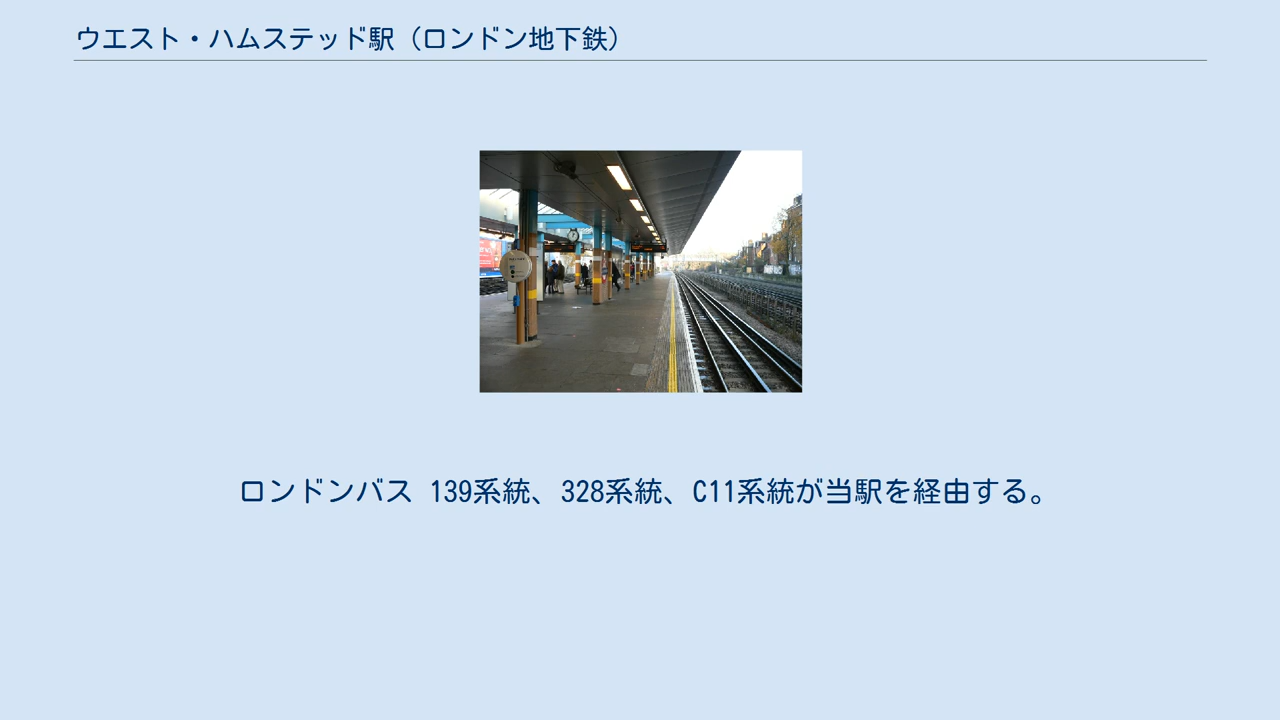 ウエスト・ハムステッド駅（ロンドン地下鉄）
ロンドンバス 139系統、328系統、C11系統が当駅を経由する。